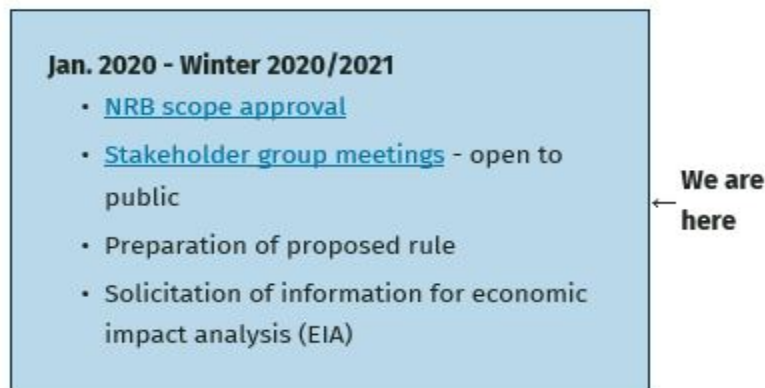 Jan. 2020 - Winter 2020/2021
• NRB scope approval
• Stakeholder group meetings - open to
public
• Preparation of proposed rule
• Solicitation of information for economic
impact analysis (EIA)
← We are
here